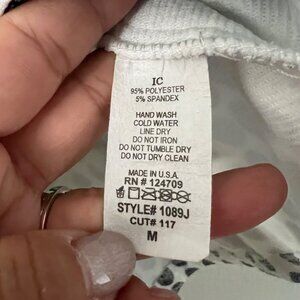 IC
95% POLYESTER
5% SPANDEX
HAND WASH
COLD WATER
LINE DRY
DO NOT IRON
DO NOT TUMBLE DRY
DO NOT DRY CLEAN
MADE IN U.S.A.
RN # 124709
STYLE# 1089J
CUT# 117
M